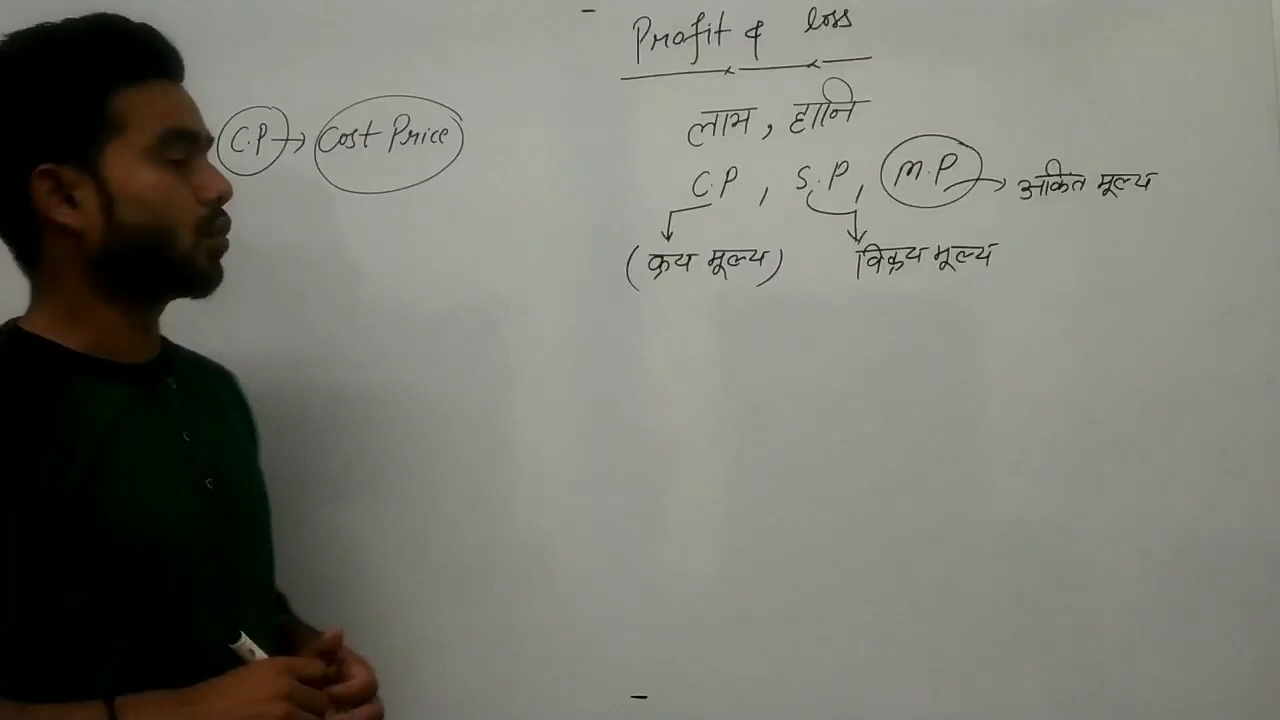 Profit & loss
लाभ, हानि
C.P → Cost Price
C.P, S.P, M.P → अंकित मूल्य
(क्रय मूल्य) विक्रय मूल्य